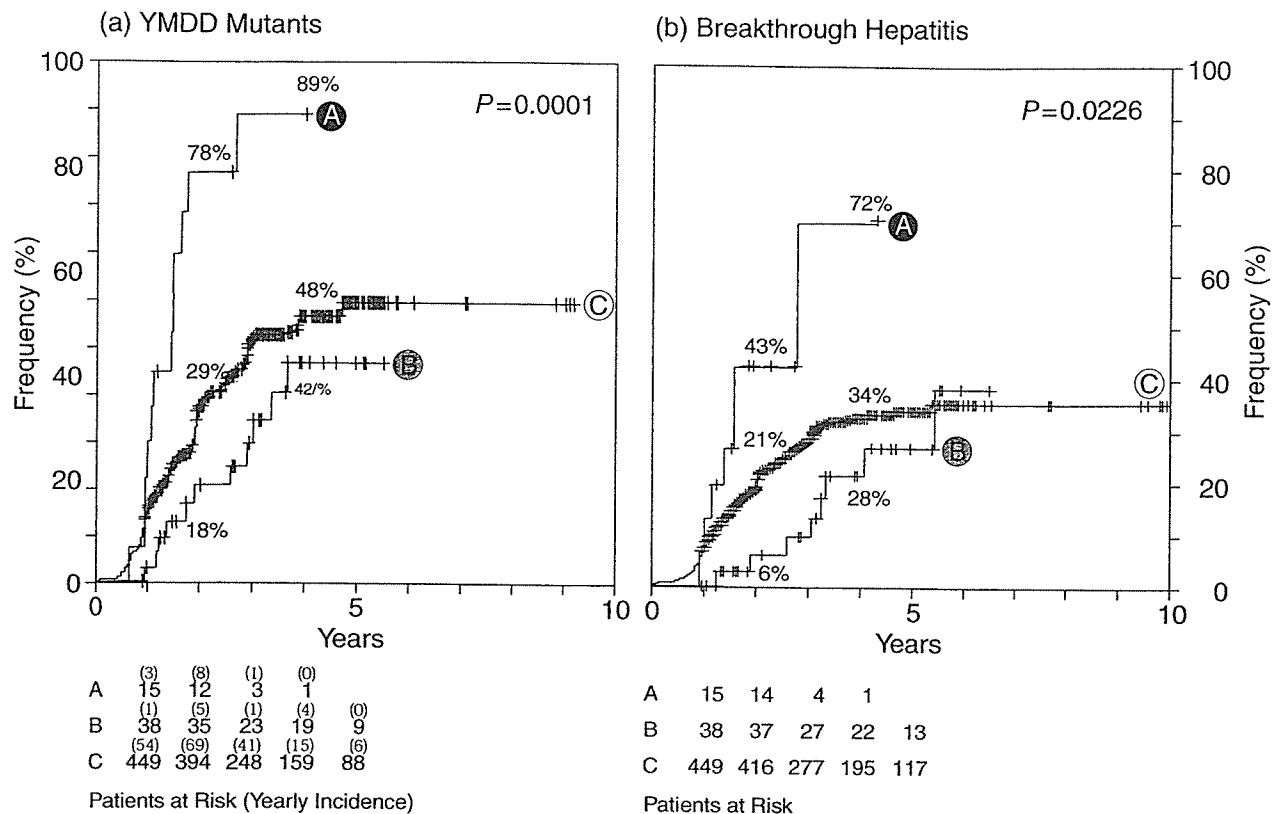 (a) YMDD Mutants
P=0.0001
Frequency (%)
100
80
60
40
20
0
89%
A
78%
48%
C
29%
B
42/%
18%
0 5 10
Years
(3) (8) (1) (0)
A 15 12 3 1
(1) (5) (1) (4) (0)
B 38 35 23 19 9
(54) (69) (41) (15) (6)
C 449 394 248 159 88
Patients at Risk (Yearly Incidence)
(b) Breakthrough Hepatitis
P=0.0226
Frequency (%)
100
80
60
40
20
0
72%
A
43%
C
34%
21%
B
28%
6%
0 5 10
Years
A 15 14 4 1
B 38 37 27 22 13
C 449 416 277 195 117
Patients at Risk